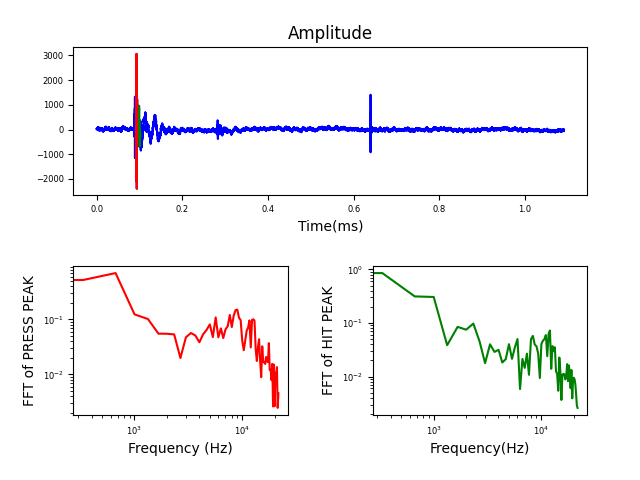 Amplitude
3000
2000
1000
0
−1000
−2000
0.0 0.2 0.4 0.6 0.8 1.0
Time(ms)
FFT of PRESS PEAK
10⁻¹
10⁻²
10³ 10⁴
Frequency (Hz)
FFT of HIT PEAK
10⁰
10⁻¹
10⁻²
10³ 10⁴
Frequency(Hz)